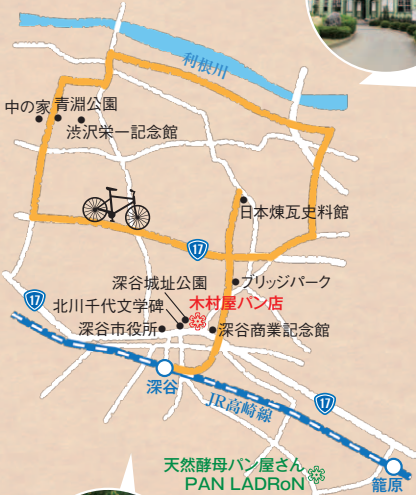 利根川
中の家
青淵公園
渋沢栄一記念館
日本煉瓦史料館
17
ブリッジパーク
深谷城址公園
17
北川千代文学碑
木村屋パン店
深谷市役所
深谷商業記念館
深谷
JR高崎線
17
天然酵母パン屋さん
PAN LADRoN
籠原